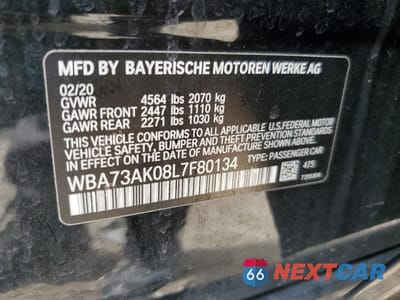 MFD BY BAYERISCHE MOTOREN WERKE AG
02/20
GVWR 4564 lbs 2070 kg
GAWR FRONT 2447 lbs 1110 kg
GAWR REAR 2271 lbs 1030 kg
THIS VEHICLE CONFORMS TO ALL APPLICABLE U.S. FEDERAL MOTOR
VEHICLE SAFETY, BUMPER, AND THEFT PREVENTION STANDARDS
IN EFFECT ON THE DATE OF MANUFACTURE SHOWN ABOVE.
WBA73AK08L7F80134 TYPE: PASSENGER CAR
475
66 NEXTCAR